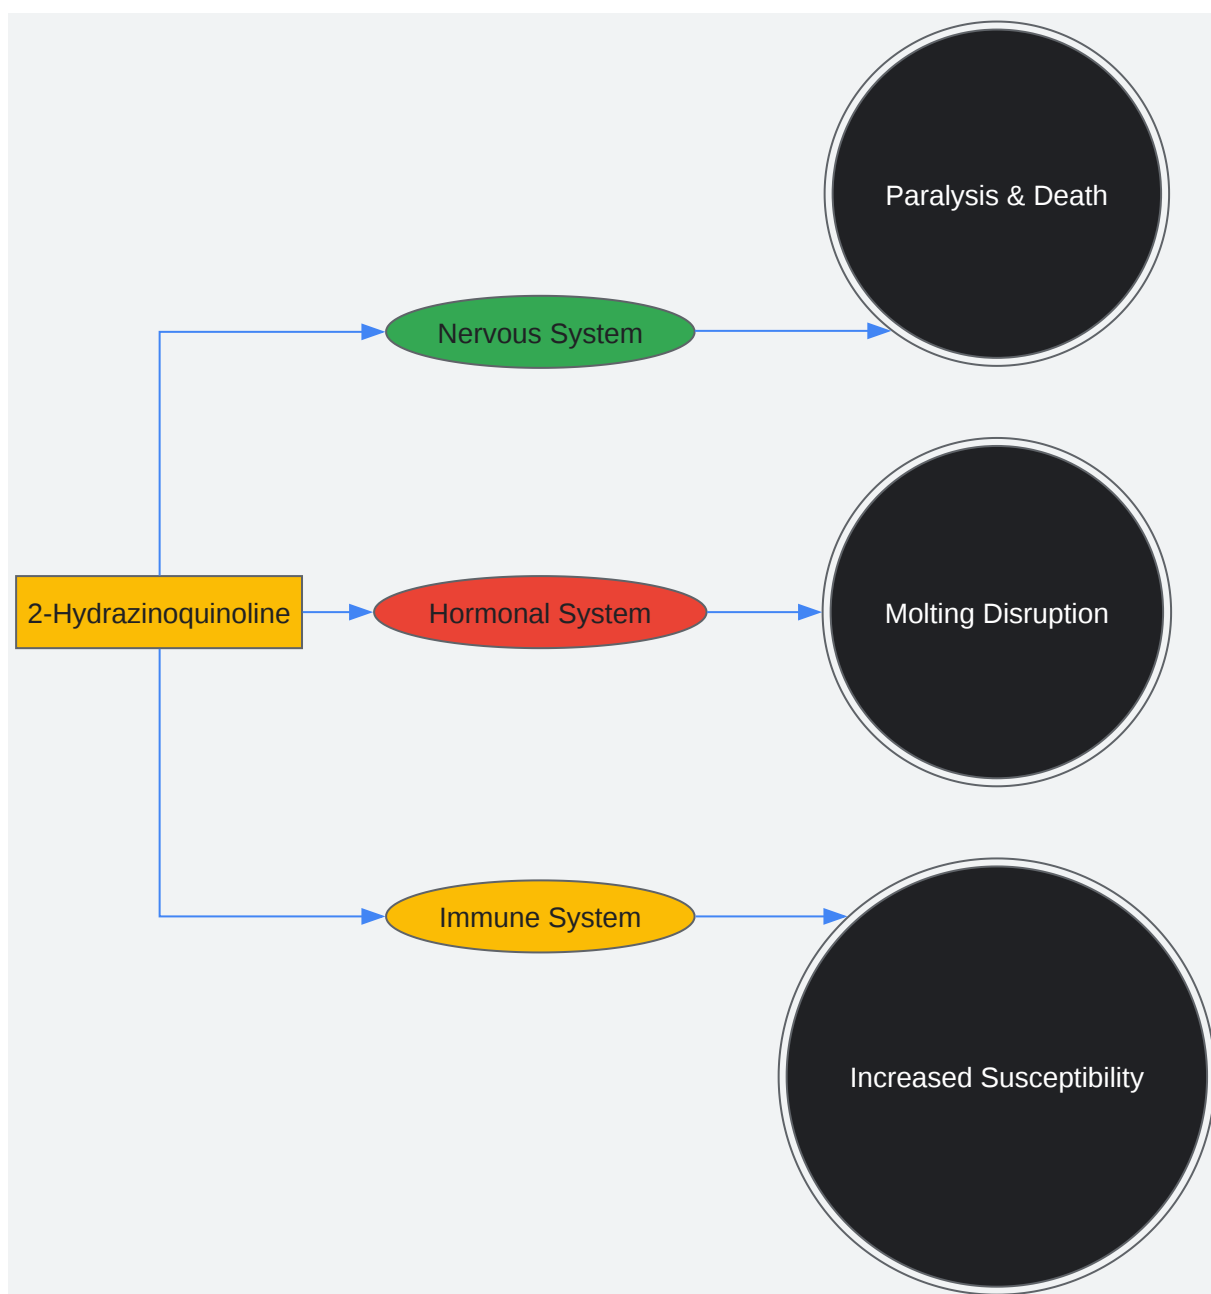 Paralysis & Death
Nervous System
2-Hydrazinoquinoline
Hormonal System
Molting Disruption
Immune System
Increased Susceptibility